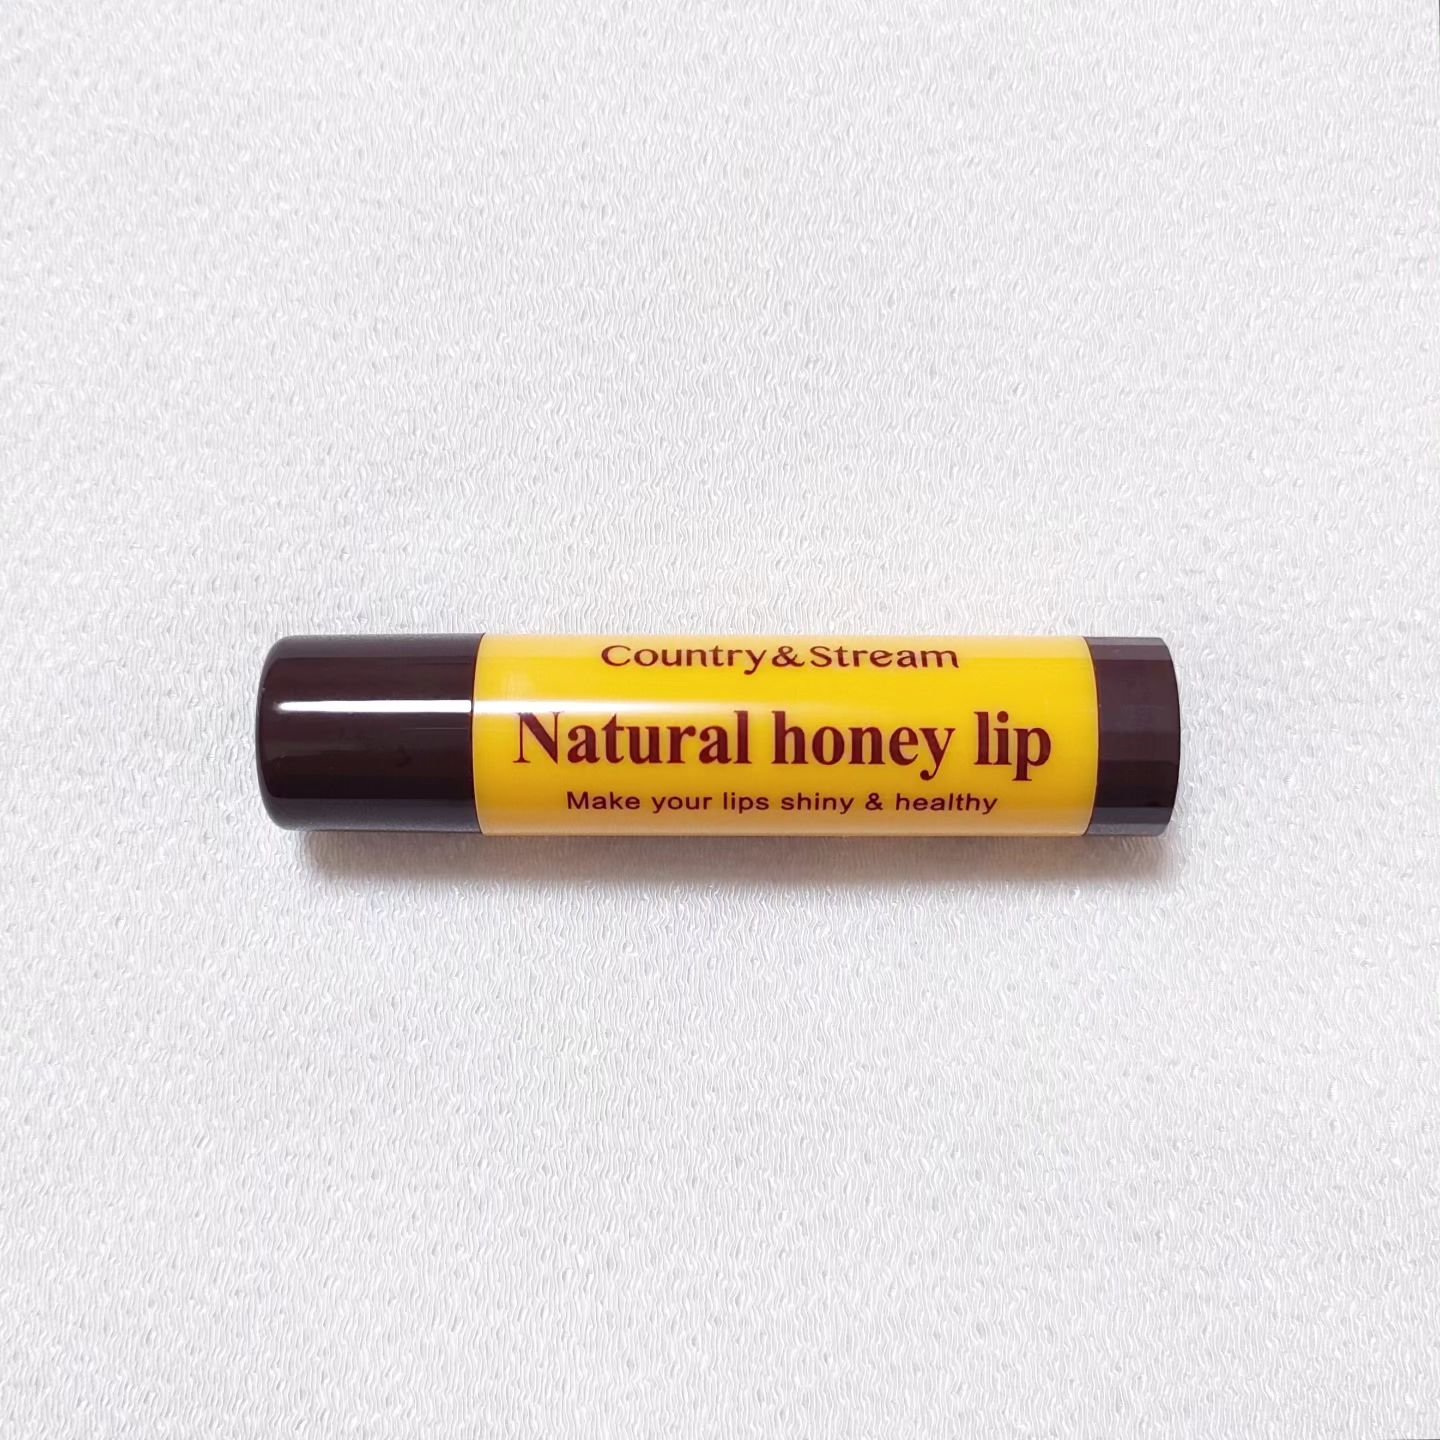 Country&Stream
Natural honey lip
Make your lips shiny & healthy